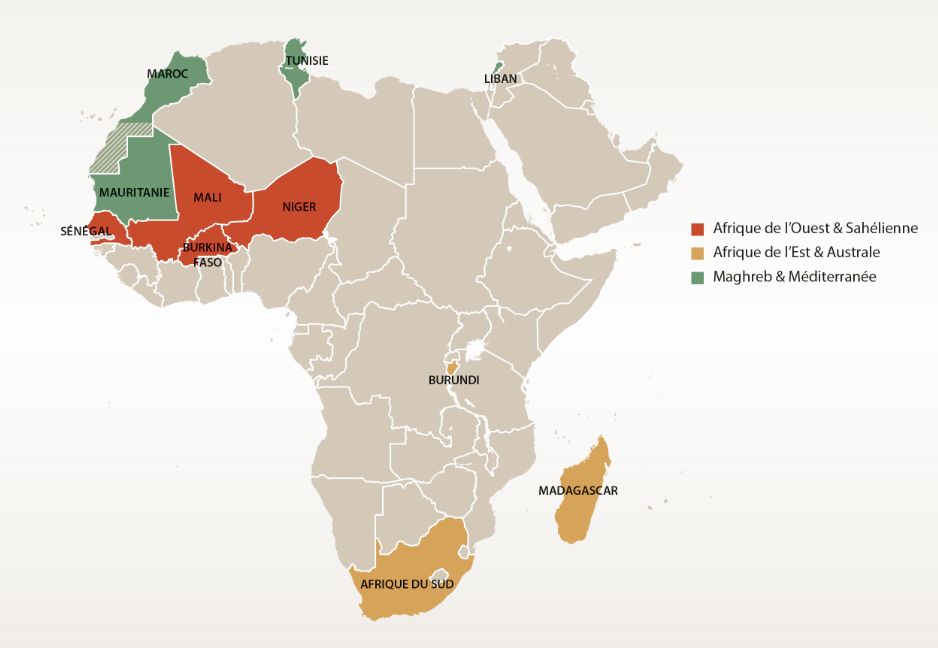 TUNISIE
MAROC
LIBAN
MAURITANIE
MALI
NIGER
SÉNÉGAL
BURKINA
FASO
Afrique de l’Ouest & Sahélienne
Afrique de l’Est & Australe
Maghreb & Méditerranée
BURUNDI
MADAGASCAR
AFRIQUE DU SUD